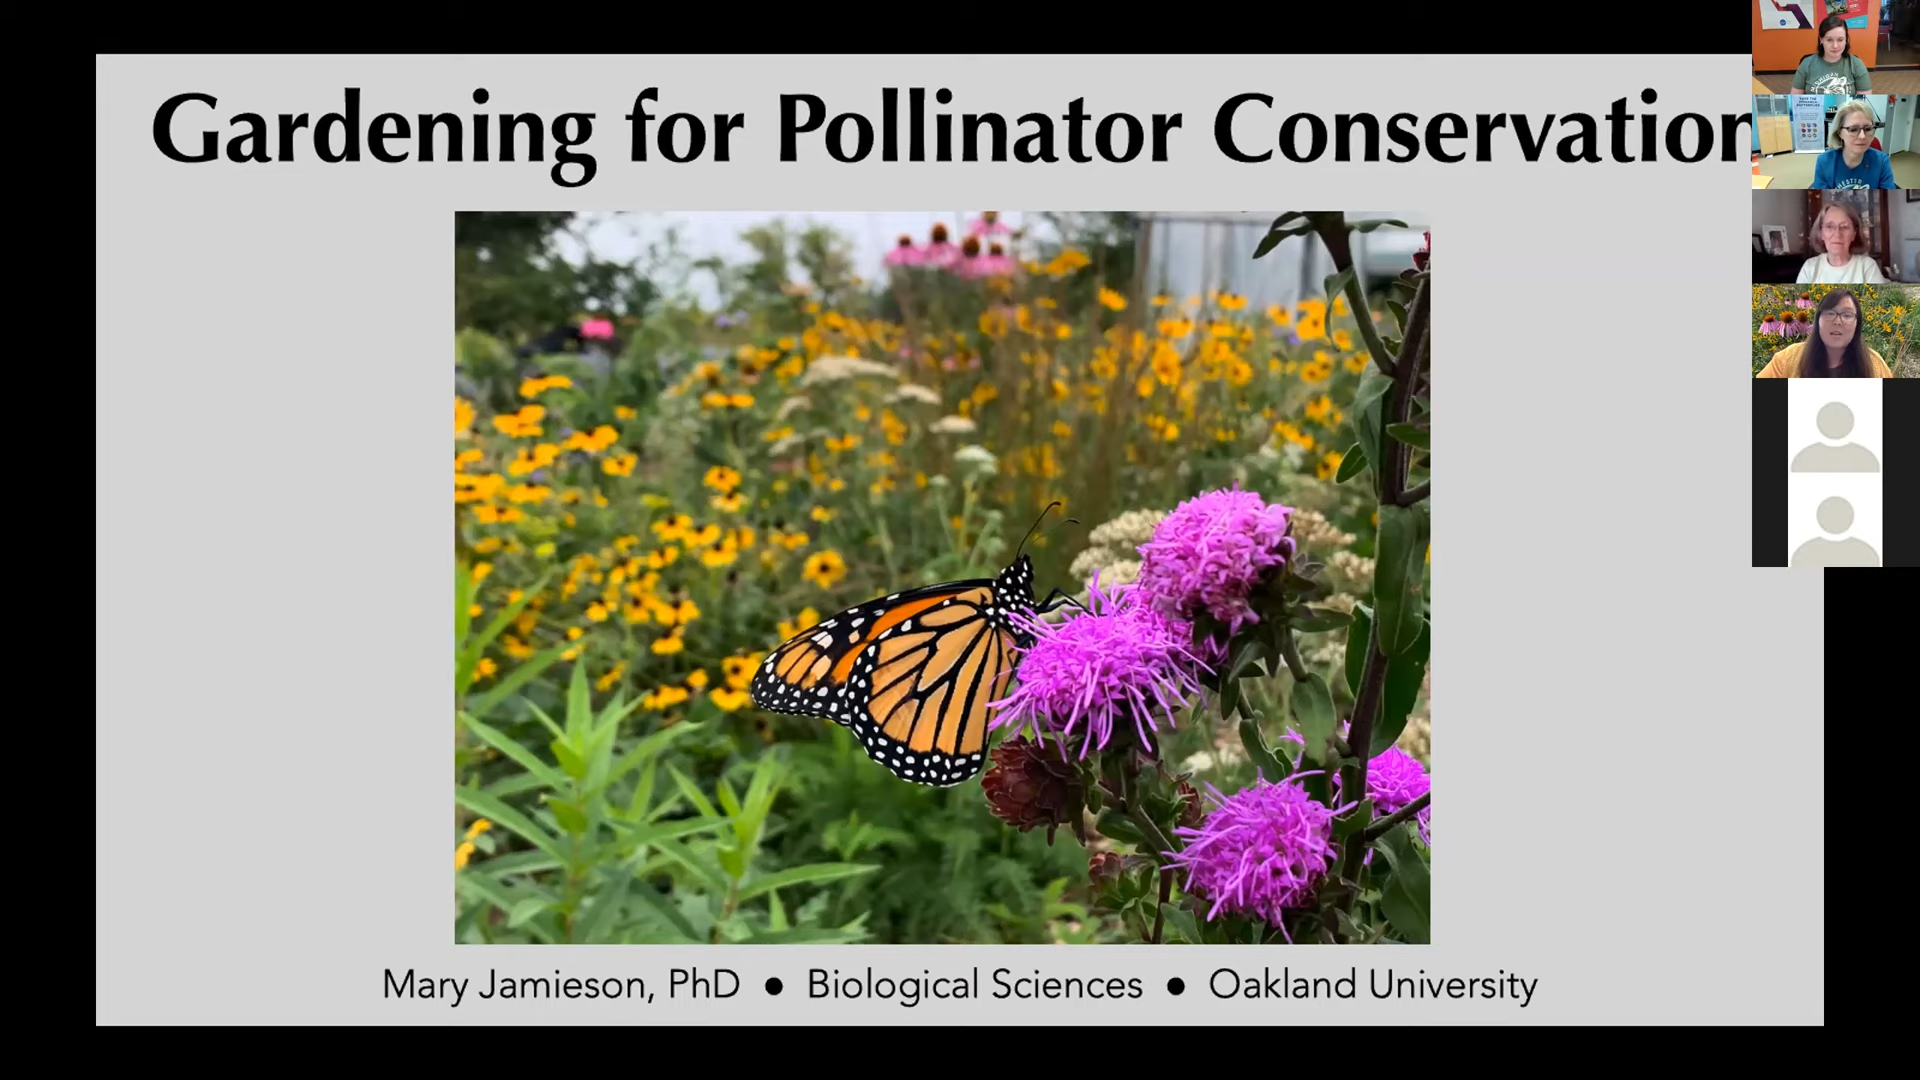 Gardening for Pollinator Conservation
Mary Jamieson, PhD ● Biological Sciences ● Oakland University